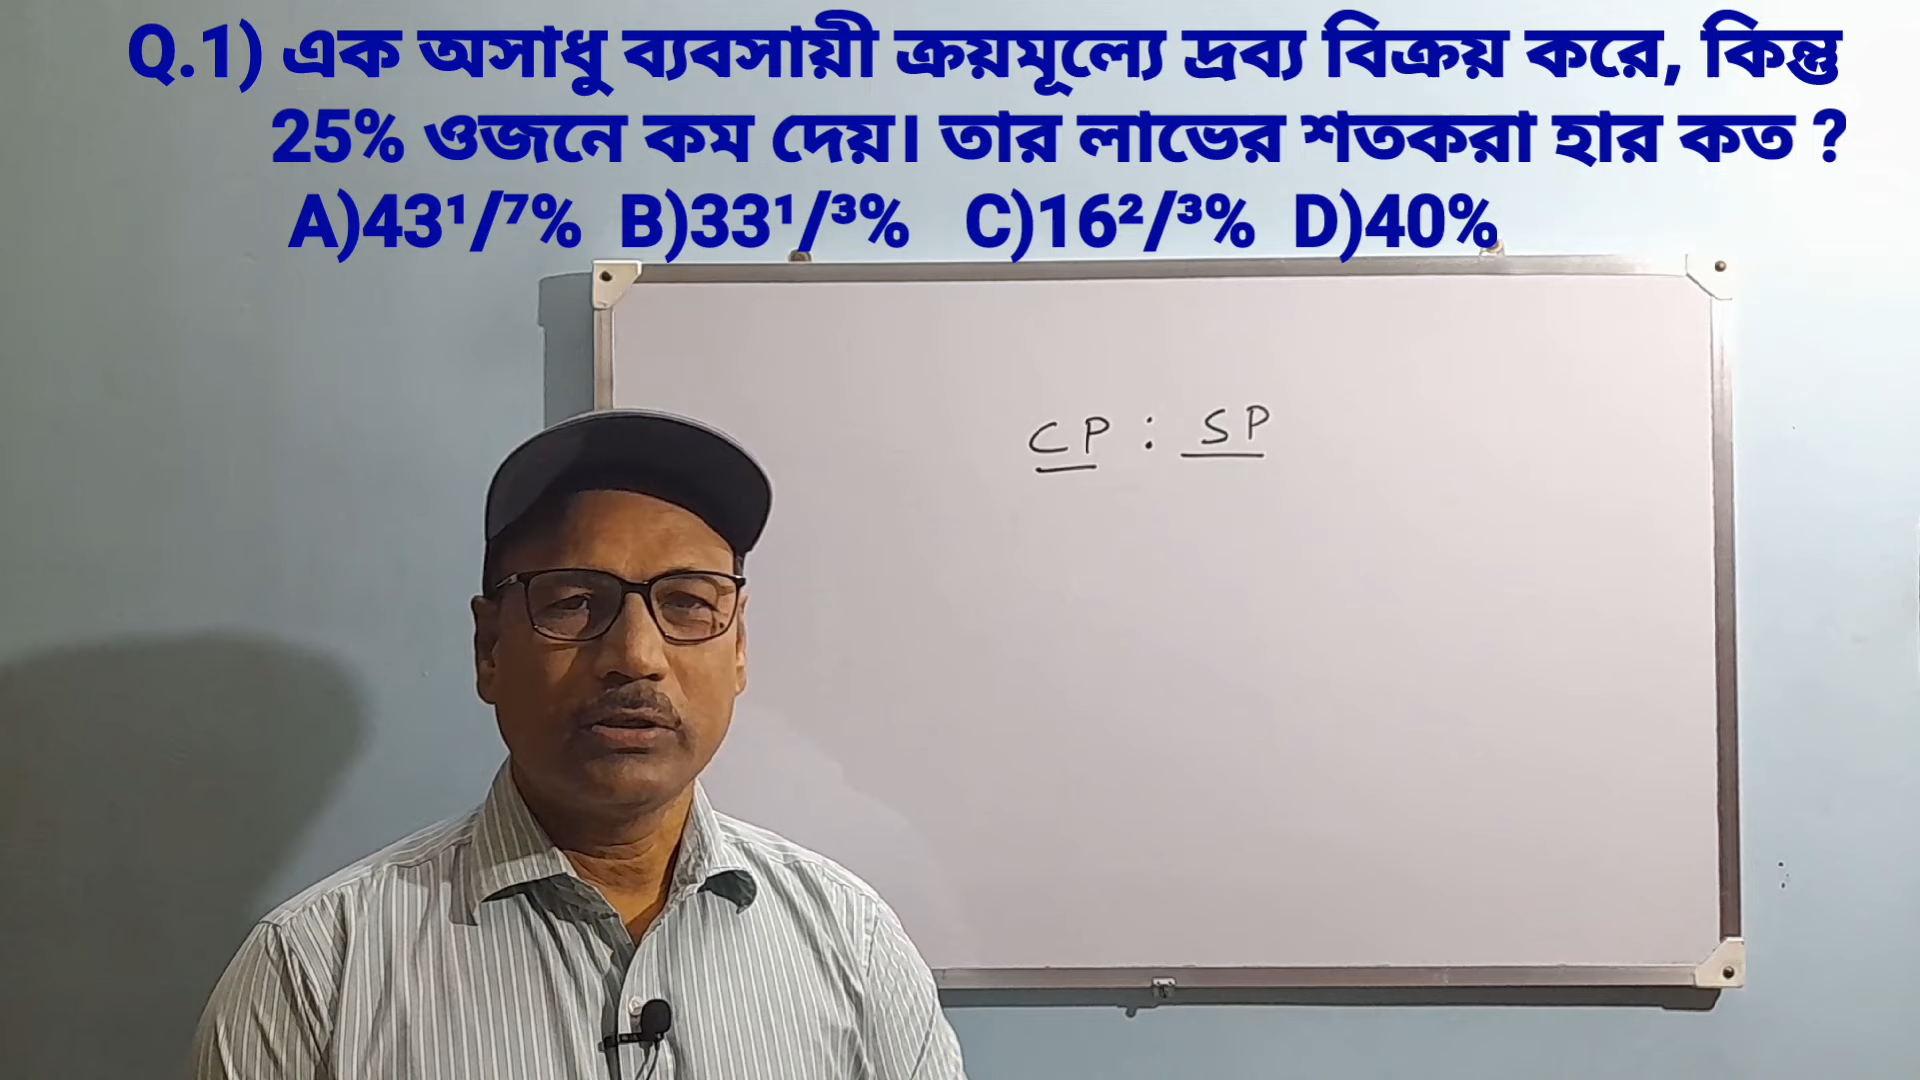 Q.1) এক অসাধু ব্যবসায়ী ক্রয়মূল্যে দ্রব্য বিক্রয় করে, কিন্তু
25% ওজনে কম দেয়। তার লাভের শতকরা হার কত ?
A)43¹/⁷% B)33¹/³% C)16²/³% D)40%
CP : SP